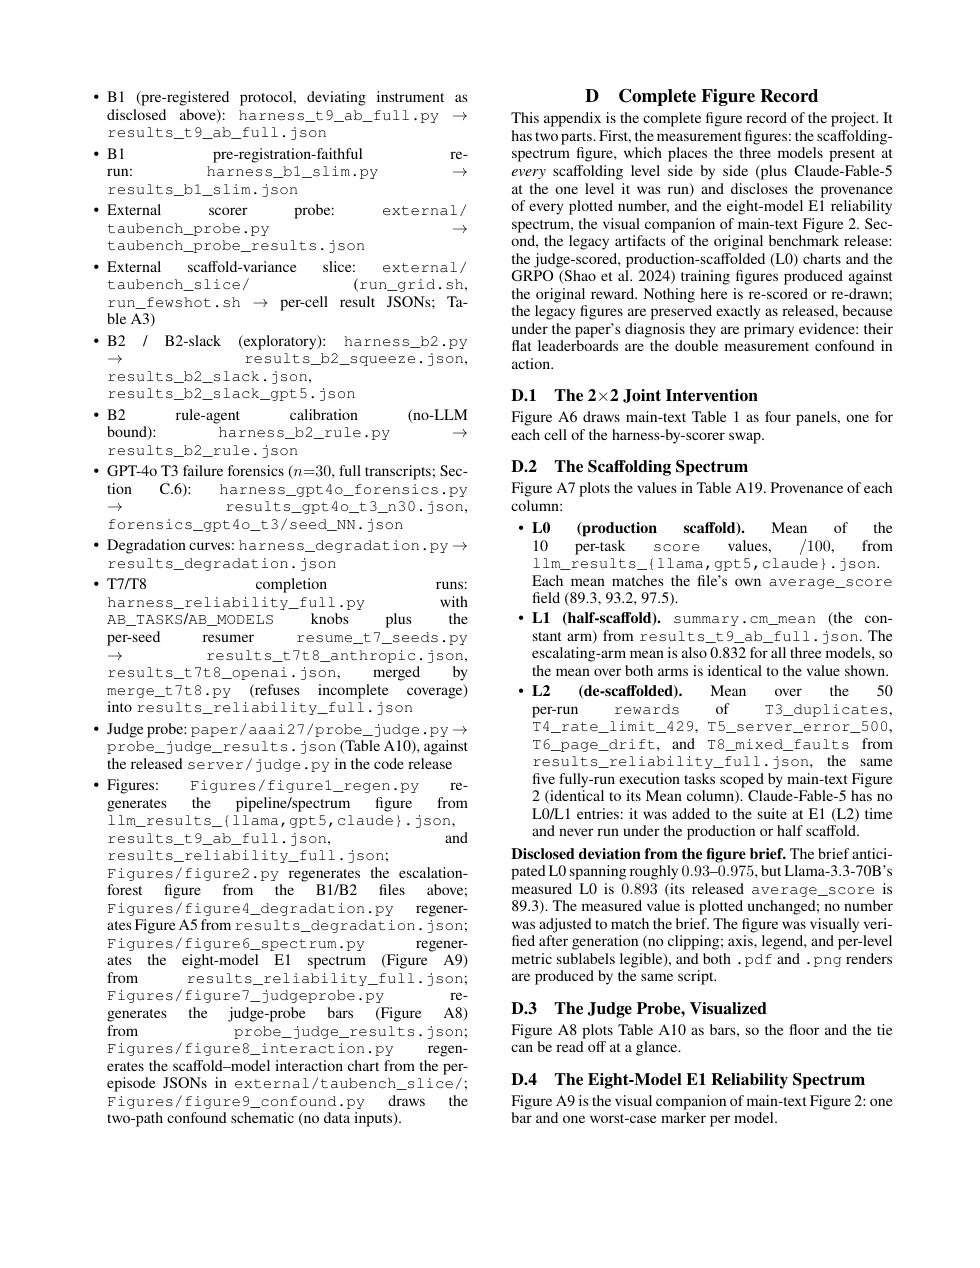 • B1 (pre-registered protocol, deviating instrument as
disclosed above): harness_t9_ab_full.py →
results_t9_ab_full.json
• B1 pre-registration-faithful re-
run: harness_b1_slim.py →
results_b1_slim.json
• External scorer probe: external/
taubench_probe.py →
taubench_probe_results.json
• External scaffold-variance slice: external/
taubench_slice/ (run_grid.sh,
run_fewshot.sh → per-cell result JSONs; Ta-
ble A3)
• B2 / B2-slack (exploratory): harness_b2.py
→ results_b2_squeeze.json,
results_b2_slack.json,
results_b2_slack_gpt5.json
• B2 rule-agent calibration (no-LLM
bound): harness_b2_rule.py →
results_b2_rule.json
• GPT-4o T3 failure forensics (n=30, full transcripts; Sec-
tion C.6): harness_gpt4o_forensics.py
→ results_gpt4o_t3_n30.json,
forensics_gpt4o_t3/seed_NN.json
• Degradation curves: harness_degradation.py →
results_degradation.json
• T7/T8 completion runs:
harness_reliability_full.py with
AB_TASKS/AB_MODELS knobs plus the
per-seed resumer resume_t7_seeds.py
→ results_t7t8_anthropic.json,
results_t7t8_openai.json, merged by
merge_t7t8.py (refuses incomplete coverage)
into results_reliability_full.json
• Judge probe: paper/aaai27/probe_judge.py →
probe_judge_results.json (Table A10), against
the released server/judge.py in the code release
• Figures: Figures/figure1_regen.py re-
generates the pipeline/spectrum figure from
llm_results_{llama,gpt5,claude}.json,
results_t9_ab_full.json, and
results_reliability_full.json;
Figures/figure2.py regenerates the escalation-
forest figure from the B1/B2 files above;
Figures/figure4_degradation.py regener-
ates Figure A5 from results_degradation.json;
Figures/figure6_spectrum.py regener-
ates the eight-model E1 spectrum (Figure A9)
from results_reliability_full.json;
Figures/figure7_judgeprobe.py re-
generates the judge-probe bars (Figure A8)
from probe_judge_results.json;
Figures/figure8_interaction.py regen-
erates the scaffold–model interaction chart from the per-
episode JSONs in external/taubench_slice/;
Figures/figure9_confound.py draws the
two-path confound schematic (no data inputs).
D Complete Figure Record
This appendix is the complete figure record of the project. It
has two parts. First, the measurement figures: the scaffolding-
spectrum figure, which places the three models present at
every scaffolding level side by side (plus Claude-Fable-5
at the one level it was run) and discloses the provenance
of every plotted number, and the eight-model E1 reliability
spectrum, the visual companion of main-text Figure 2. Sec-
ond, the legacy artifacts of the original benchmark release:
the judge-scored, production-scaffolded (L0) charts and the
GRPO (Shao et al. 2024) training figures produced against
the original reward. Nothing here is re-scored or re-drawn;
the legacy figures are preserved exactly as released, because
under the paper's diagnosis they are primary evidence: their
flat leaderboards are the double measurement confound in
action.
D.1 The 2×2 Joint Intervention
Figure A6 draws main-text Table 1 as four panels, one for
each cell of the harness-by-scorer swap.
D.2 The Scaffolding Spectrum
Figure A7 plots the values in Table A19. Provenance of each
column:
• L0 (production scaffold). Mean of the
10 per-task score values, /100, from
llm_results_{llama,gpt5,claude}.json.
Each mean matches the file's own average_score
field (89.3, 93.2, 97.5).
• L1 (half-scaffold). summary.cm_mean (the con-
stant arm) from results_t9_ab_full.json. The
escalating-arm mean is also 0.832 for all three models, so
the mean over both arms is identical to the value shown.
• L2 (de-scaffolded). Mean over the 50
per-run rewards of T3_duplicates,
T4_rate_limit_429, T5_server_error_500,
T6_page_drift, and T8_mixed_faults from
results_reliability_full.json, the same
five fully-run execution tasks scoped by main-text Figure
2 (identical to its Mean column). Claude-Fable-5 has no
L0/L1 entries: it was added to the suite at E1 (L2) time
and never run under the production or half scaffold.
Disclosed deviation from the figure brief. The brief antici-
pated L0 spanning roughly 0.93–0.975, but Llama-3.3-70B's
measured L0 is 0.893 (its released average_score is
89.3). The measured value is plotted unchanged; no number
was adjusted to match the brief. The figure was visually veri-
fied after generation (no clipping; axis, legend, and per-level
metric sublabels legible), and both .pdf and .png renders
are produced by the same script.
D.3 The Judge Probe, Visualized
Figure A8 plots Table A10 as bars, so the floor and the tie
can be read off at a glance.
D.4 The Eight-Model E1 Reliability Spectrum
Figure A9 is the visual companion of main-text Figure 2: one
bar and one worst-case marker per model.